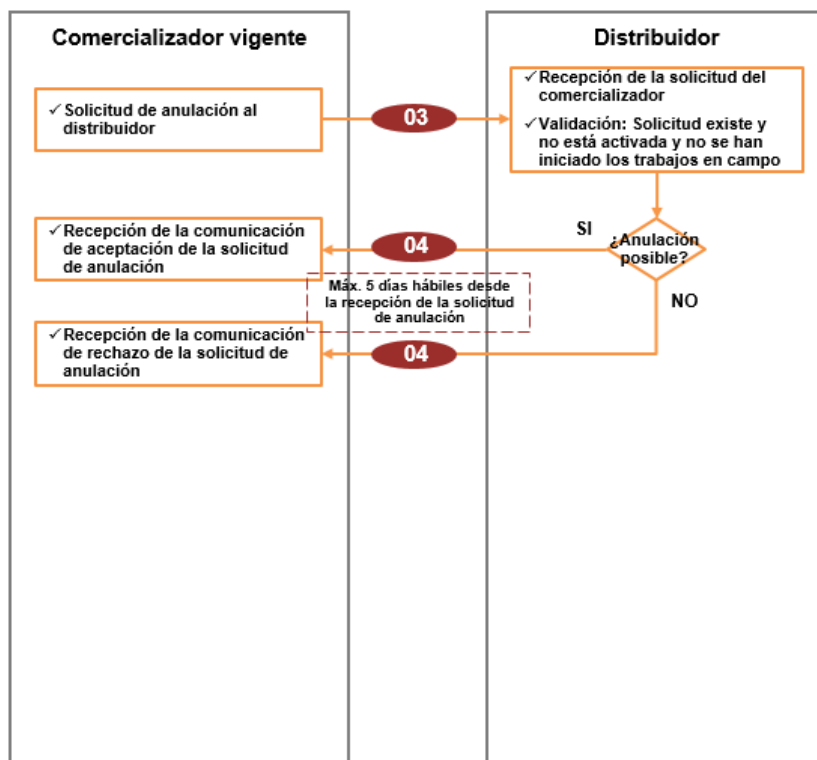 Comercializador vigente
Distribuidor
✓ Solicitud de anulación al
distribuidor
03
✓ Recepción de la solicitud del
comercializador
✓ Validación: Solicitud existe y
no está activada y no se han
iniciado los trabajos en campo
✓ Recepción de la comunicación
de aceptación de la solicitud
de anulación
04
SI
¿Anulación
posible?
Máx. 5 días hábiles desde
la recepción de la solicitud
de anulación
NO
✓ Recepción de la comunicación
de rechazo de la solicitud de
anulación
04